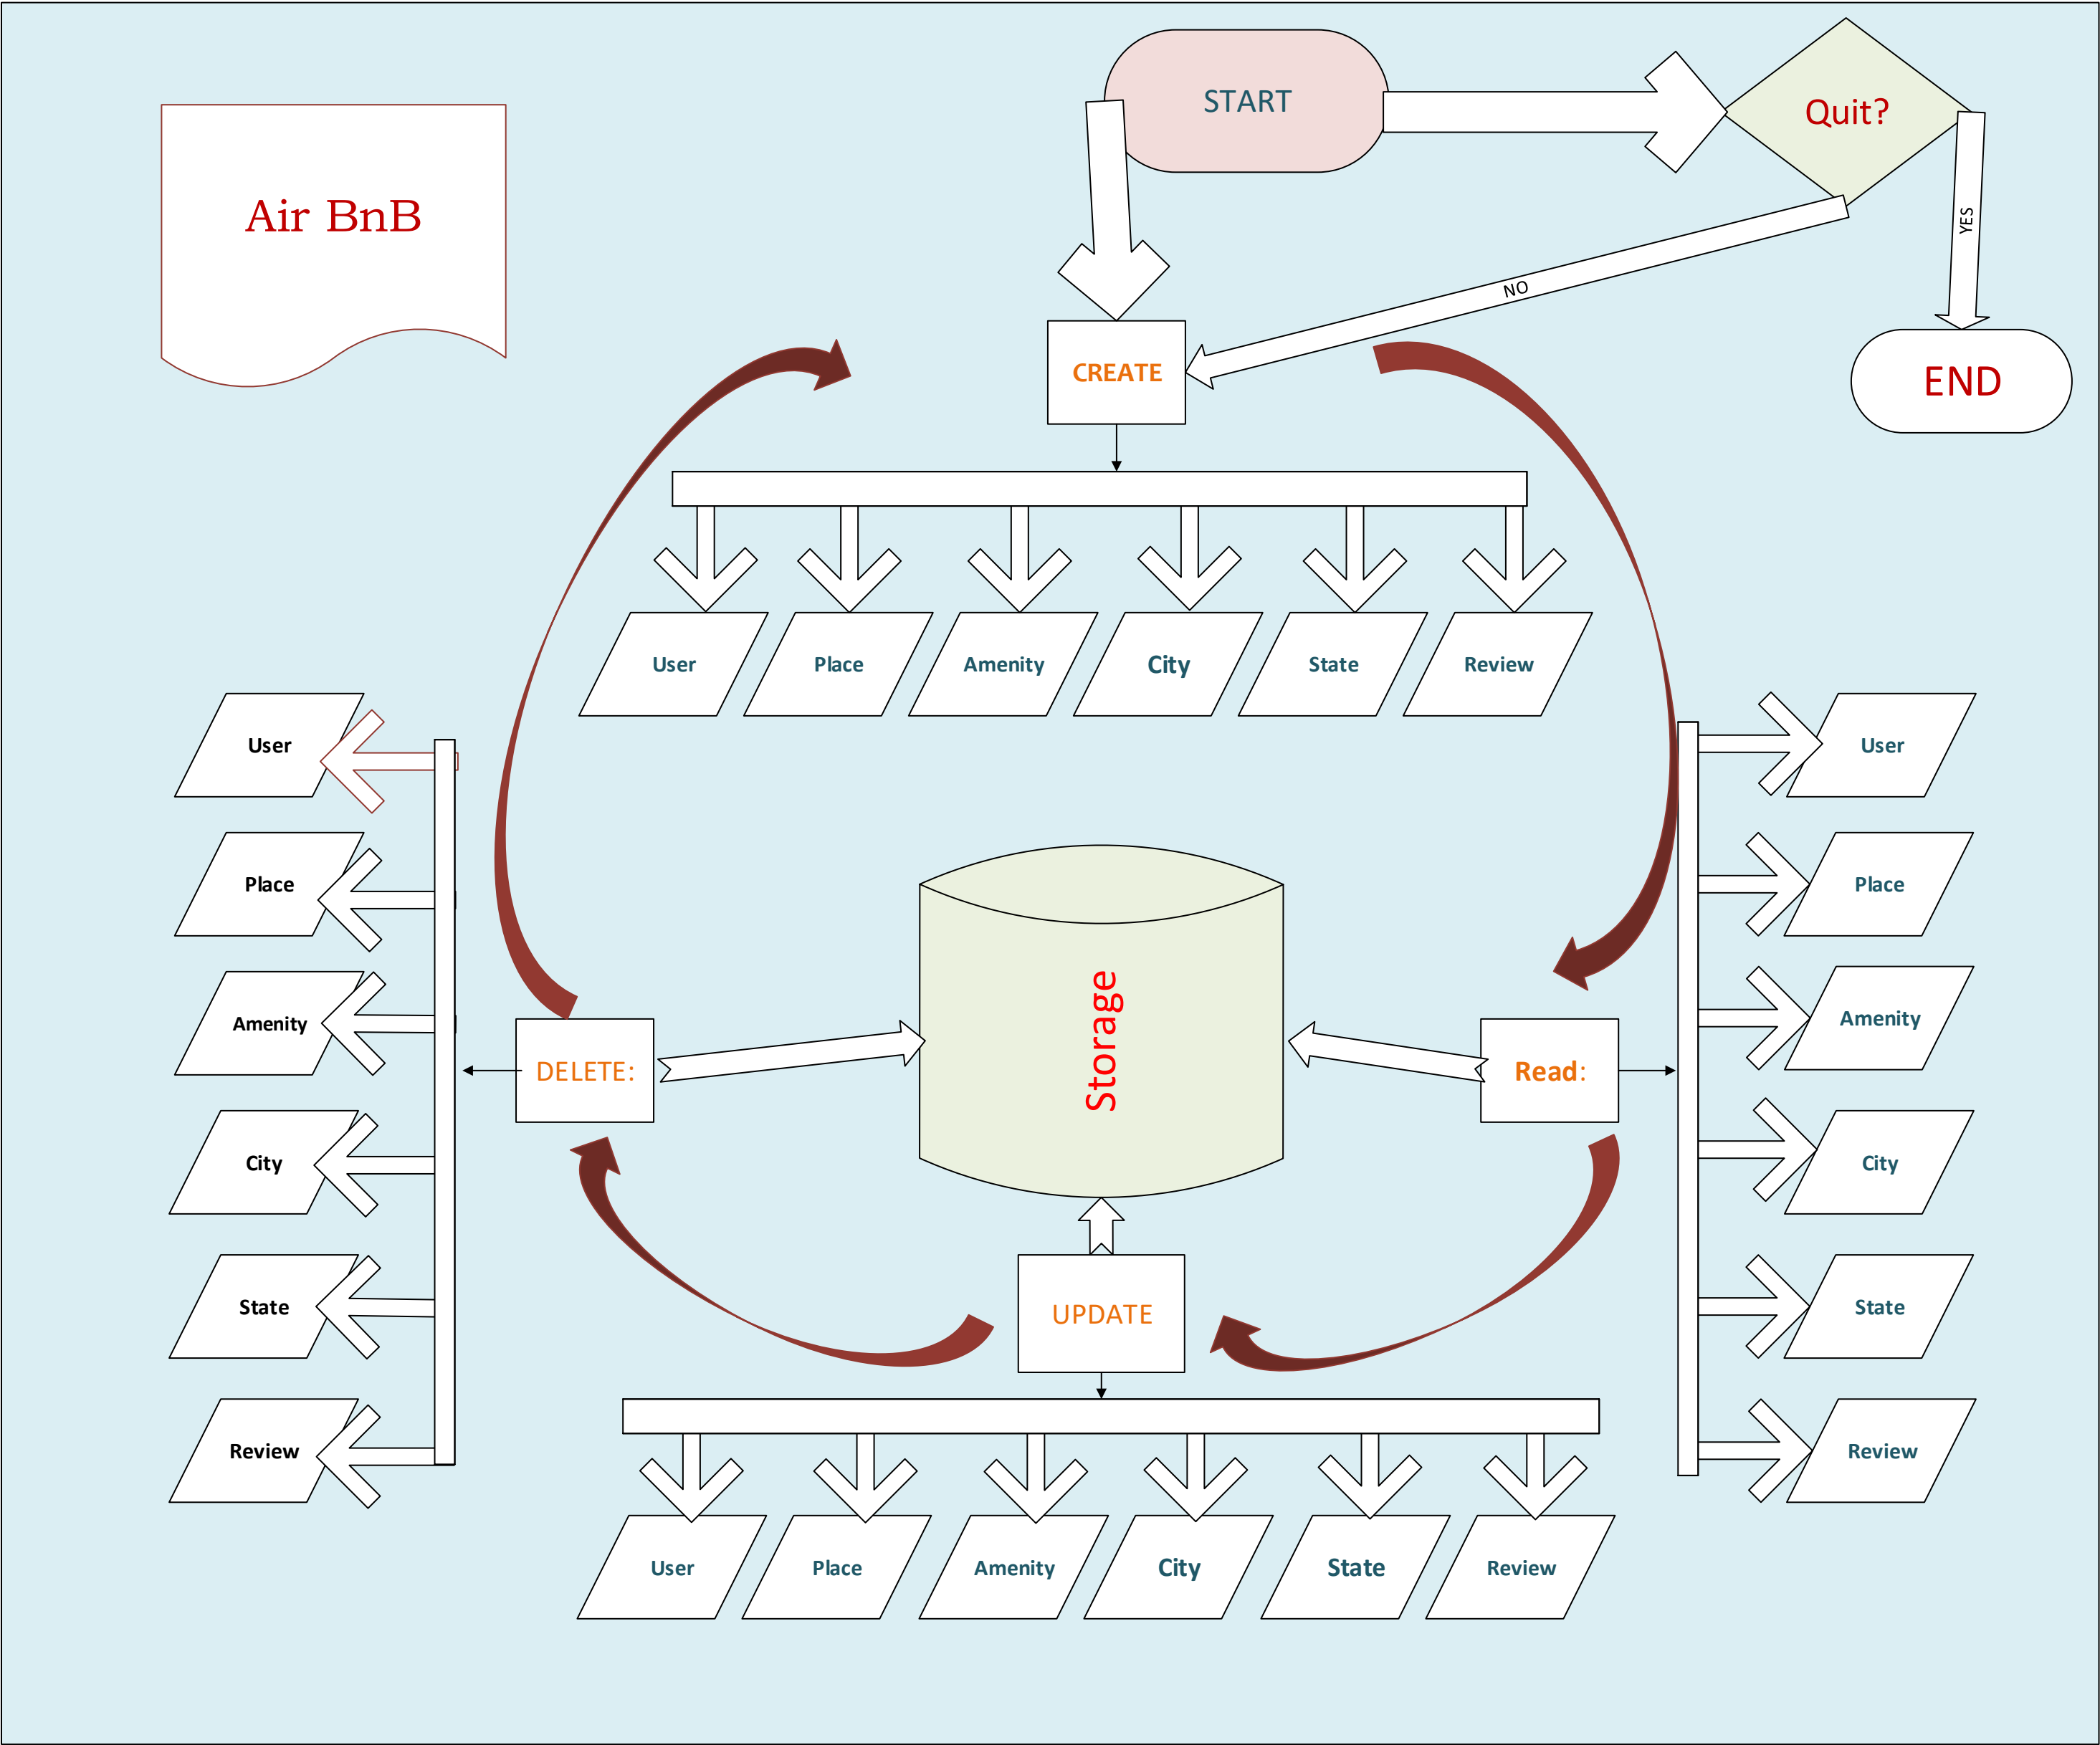 START
Quit?
Air BnB
YES
NO
CREATE
END
User
Place
Amenity
City
State
Review
User
Place
Amenity
City
State
Review
User
Place
Amenity
City
State
Review
DELETE:
Storage
Read:
UPDATE
User
Place
Amenity
City
State
Review